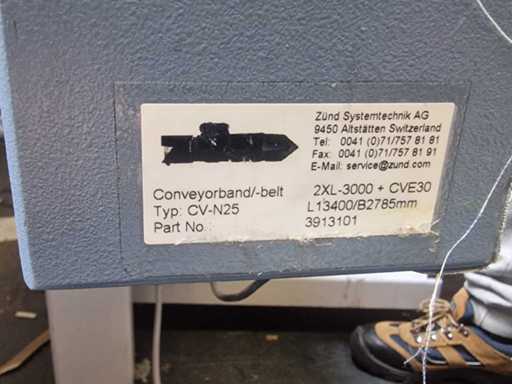 Zünd Systemtechnik AG
9450 Altstätten Switzerland
Tel: 0041 (0)71/757 81 81
Fax: 0041 (0)71/757 81 91
E-Mail: service@zund.com
Conveyorband/-belt 2XL-3000 + CVE30
Typ: CV-N25 L13400/B2785mm
Part No.: 3913101